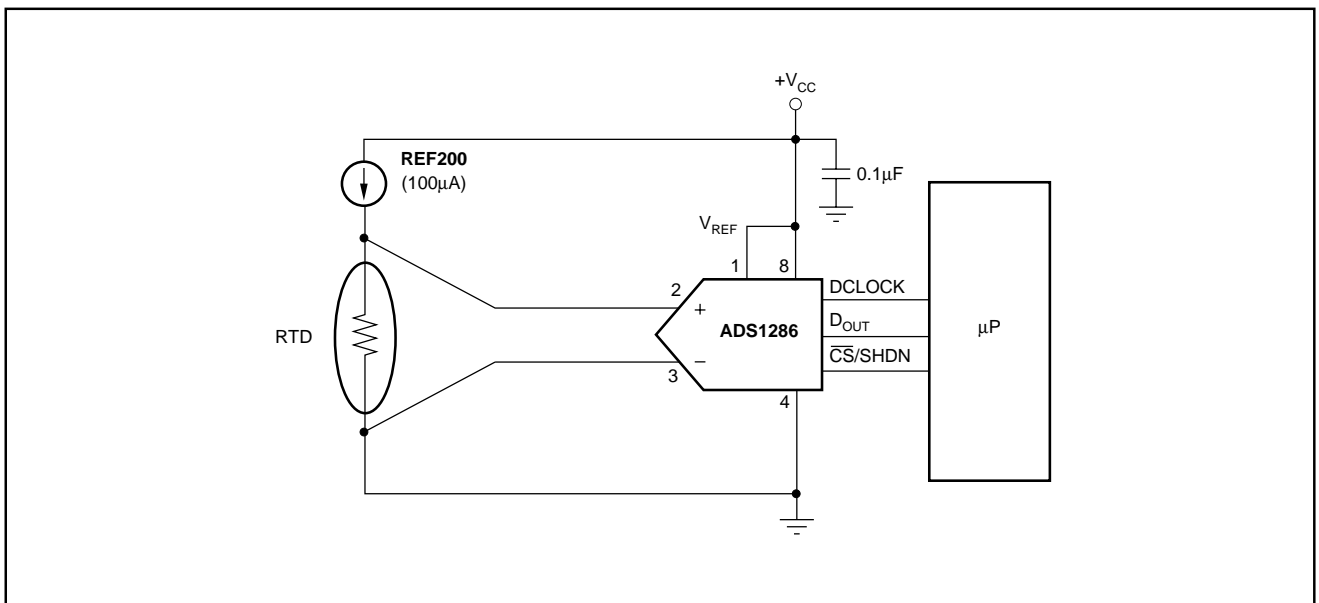 +VCC
REF200
(100µA)
0.1µF
VREF
1
8
2
+
DCLOCK
RTD
ADS1286
DOUT
µP
–
CS/SHDN
3
4